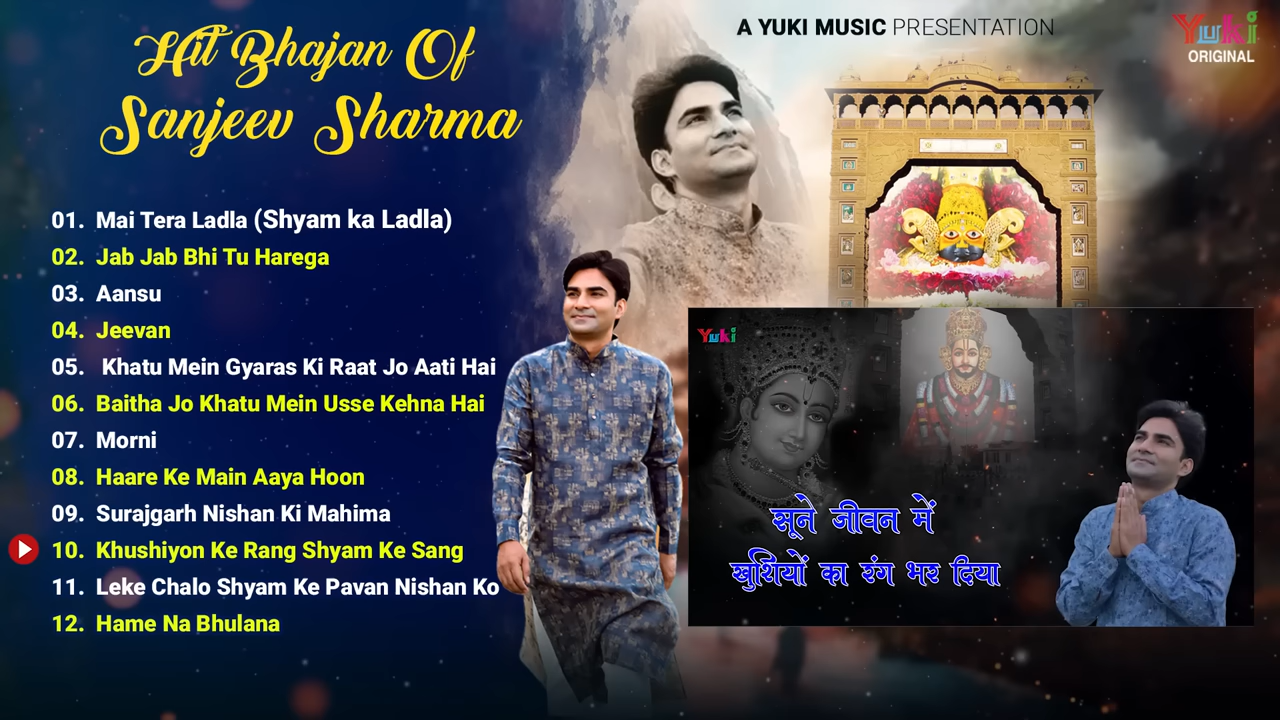 Hit Bhajan Of
Sanjeev Sharma
A YUKI MUSIC PRESENTATION
Yuki
ORIGINAL
01. Mai Tera Ladla (Shyam ka Ladla)
02. Jab Jab Bhi Tu Harega
03. Aansu
04. Jeevan
05. Khatu Mein Gyaras Ki Raat Jo Aati Hai
06. Baitha Jo Khatu Mein Usse Kehna Hai
07. Morni
08. Haare Ke Main Aaya Hoon
09. Surajgarh Nishan Ki Mahima
10. Khushiyon Ke Rang Shyam Ke Sang
11. Leke Chalo Shyam Ke Pavan Nishan Ko
12. Hame Na Bhulana
Yuki
सूने जीवन में
खुशियों का रंग भर दिया